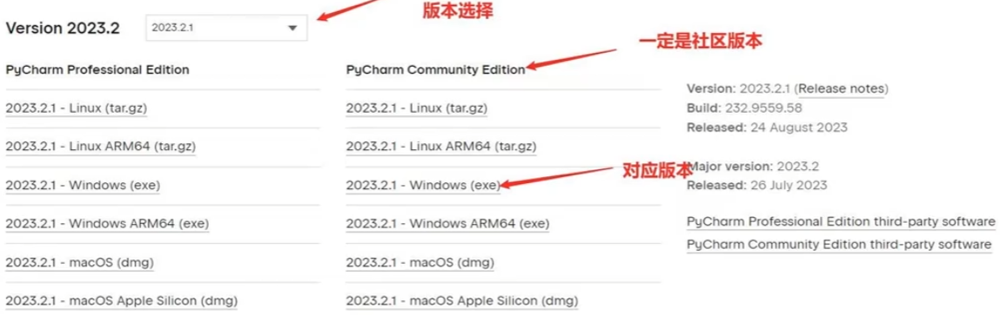 版本选择
Version 2023.2
2023.2.1
一定是社区版本
PyCharm Professional Edition
2023.2.1 - Linux (tar.gz)
2023.2.1 - Linux ARM64 (tar.gz)
2023.2.1 - Windows (exe)
2023.2.1 - Windows ARM64 (exe)
2023.2.1 - macOS (dmg)
2023.2.1 - macOS Apple Silicon (dmg)
PyCharm Community Edition
2023.2.1 - Linux (tar.gz)
2023.2.1 - Linux ARM64 (tar.gz)
2023.2.1 - Windows (exe)
2023.2.1 - Windows ARM64 (exe)
2023.2.1 - macOS (dmg)
2023.2.1 - macOS Apple Silicon (dmg)
对应版本
Version: 2023.2.1 (Release notes)
Build: 232.9559.58
Released: 24 August 2023
Major version: 2023.2
Released: 26 July 2023
PyCharm Professional Edition third-party software
PyCharm Community Edition third-party software